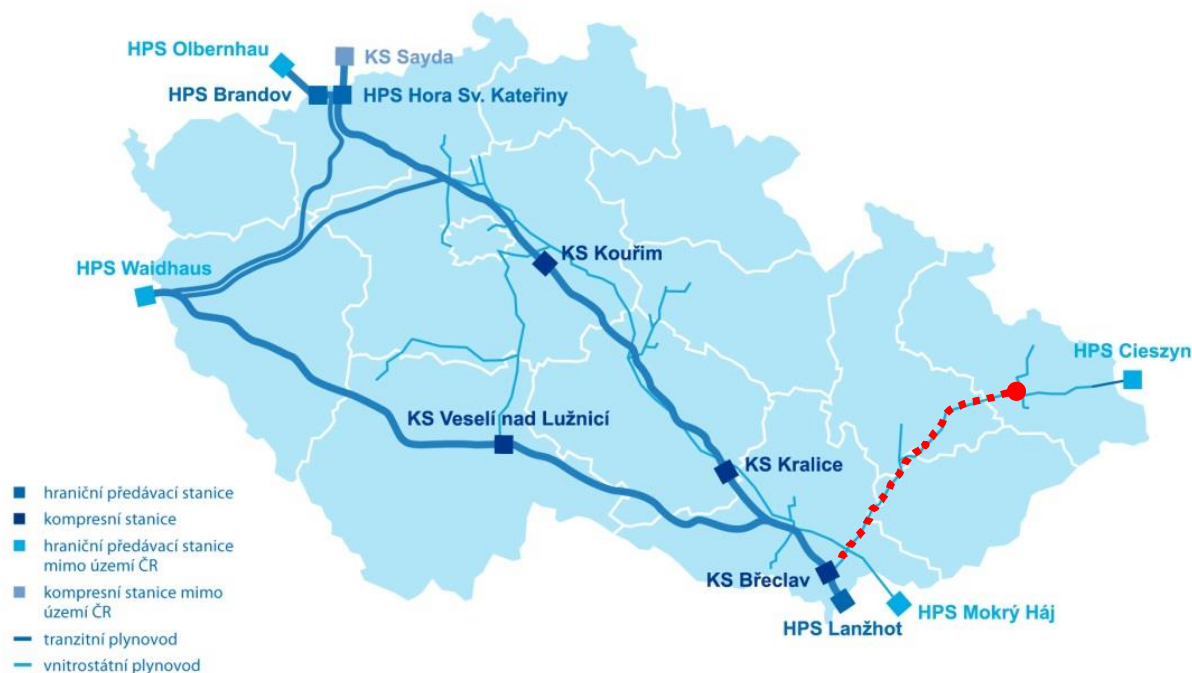 HPS Olbernhau
KS Sayda
HPS Brandov
HPS Hora Sv. Kateřiny
KS Kouřim
HPS Waidhaus
HPS Cieszyn
KS Veselí nad Lužnicí
KS Kralice
KS Břeclav
HPS Mokrý Háj
HPS Lanžhot
hraniční předávací stanice
kompresní stanice
hraniční předávací stanice
mimo území ČR
kompresní stanice mimo
území ČR
tranzitní plynovod
vnitrostátní plynovod